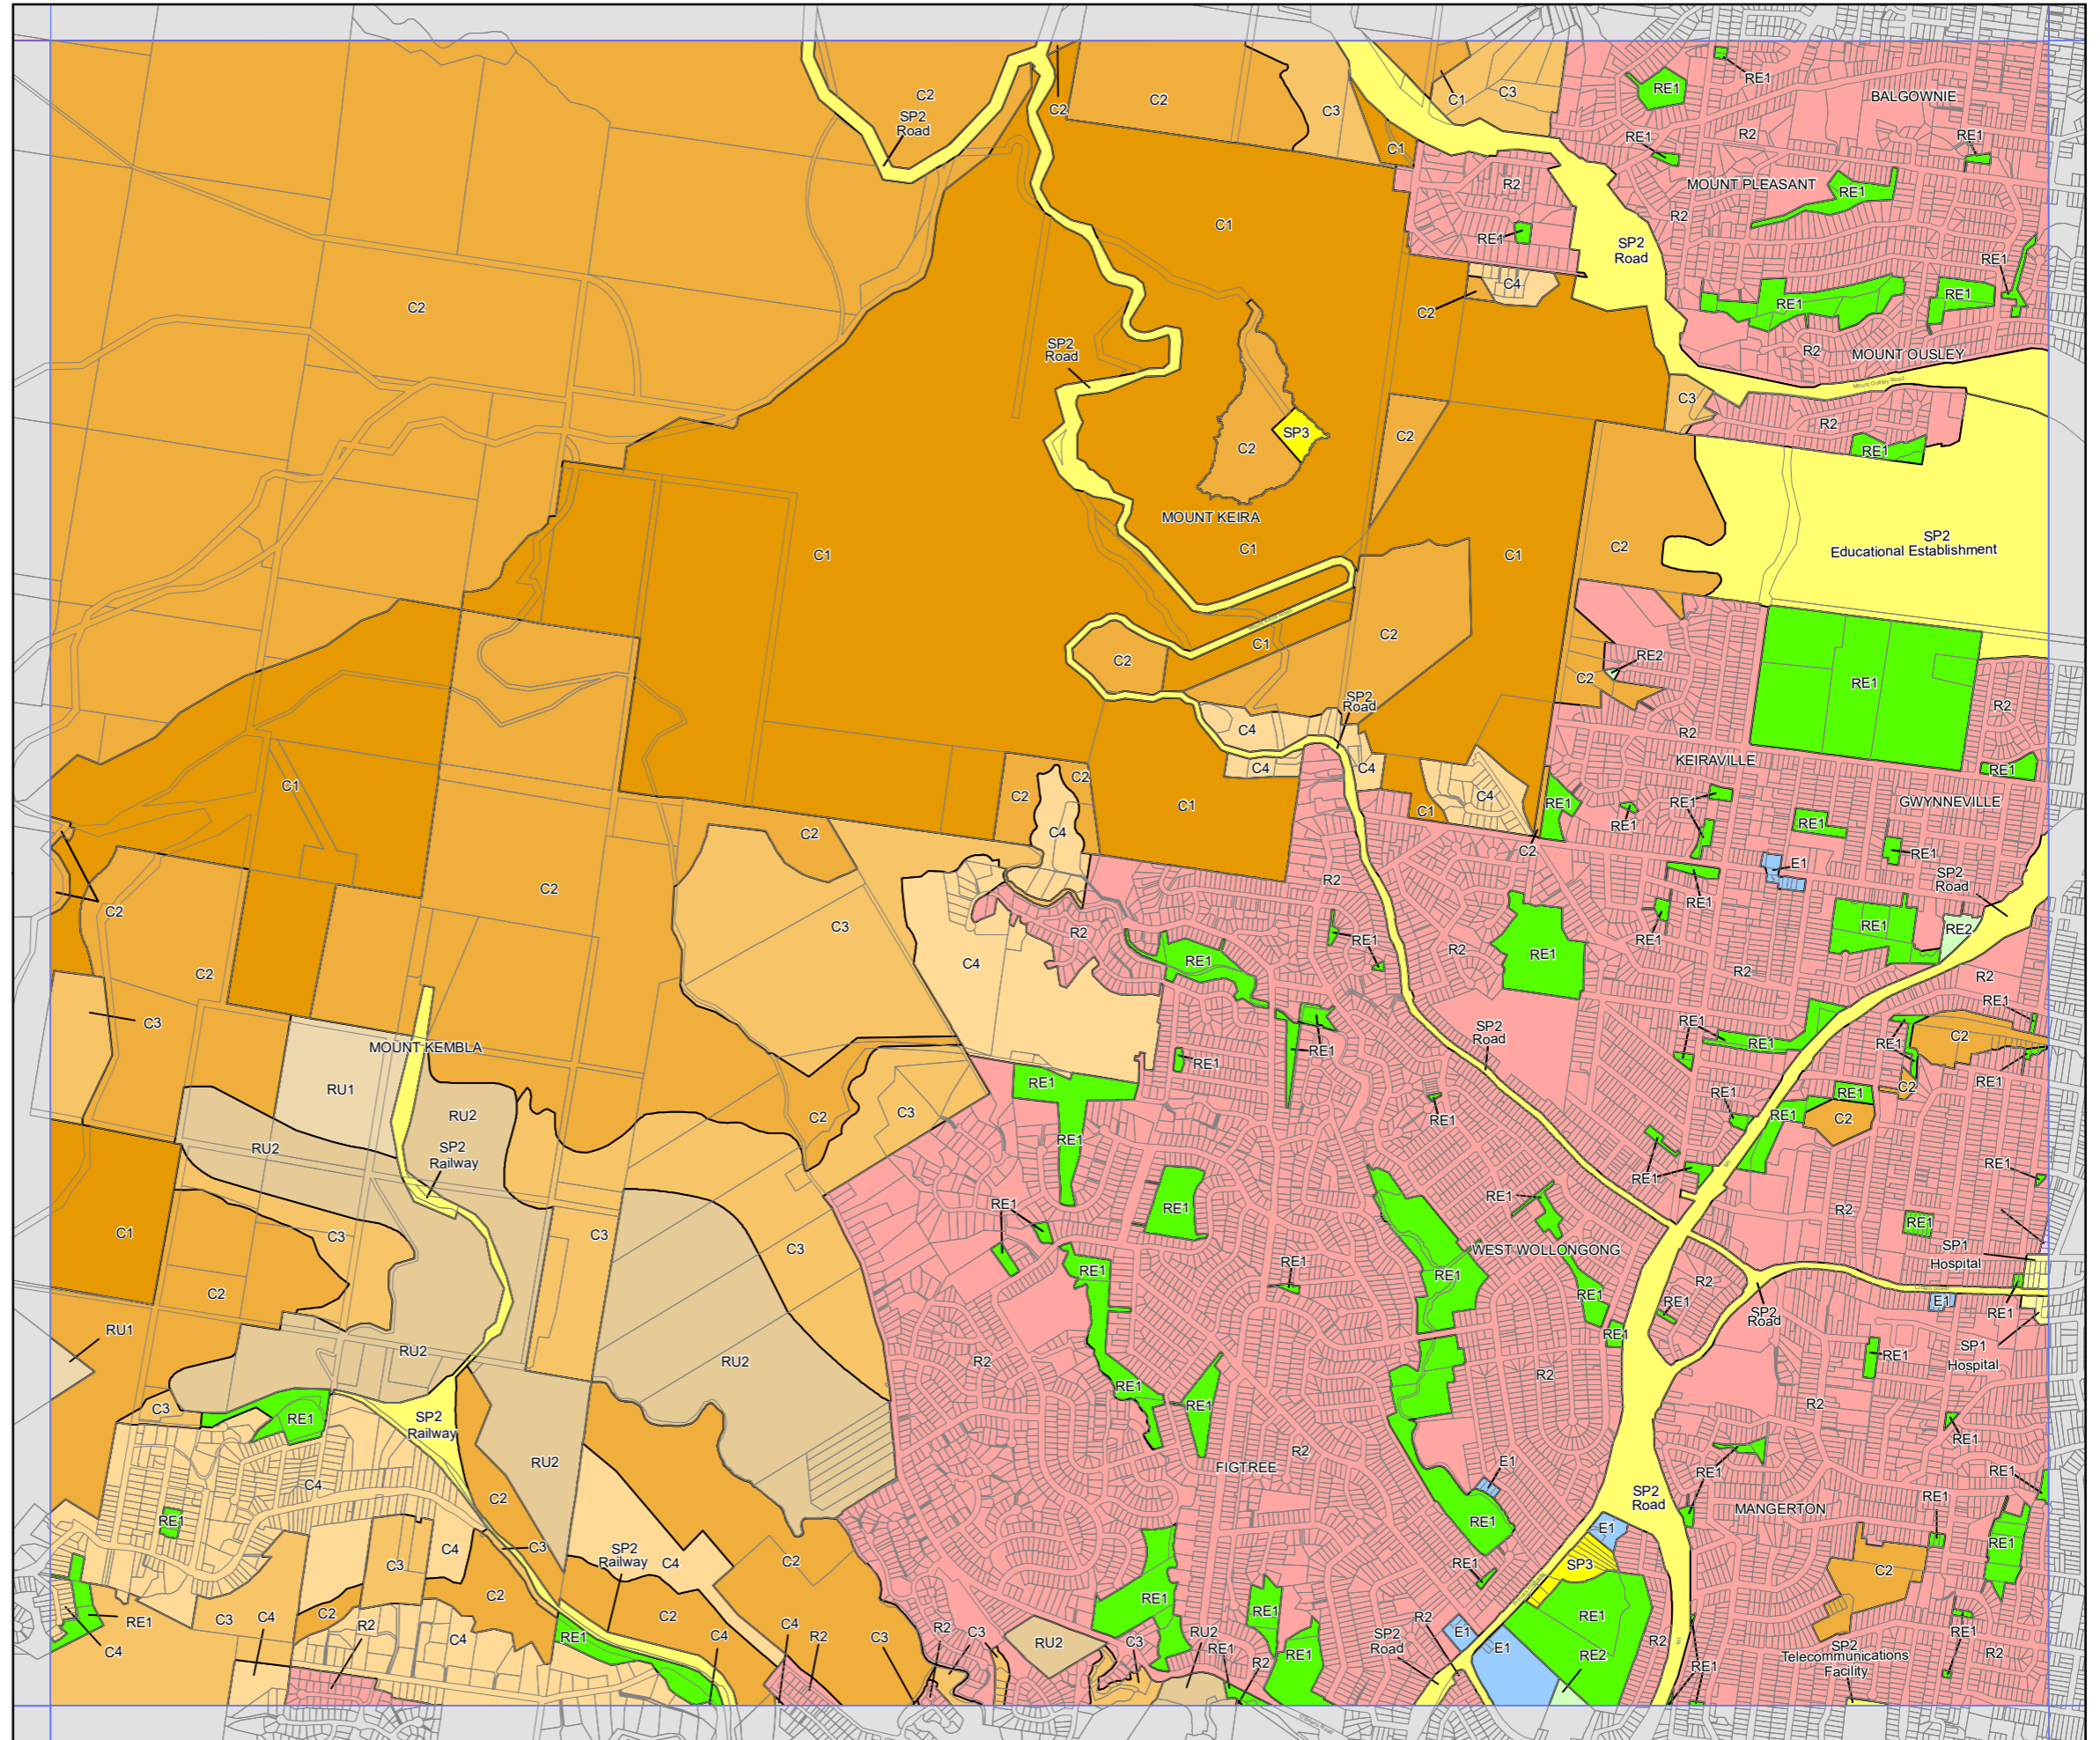 C2
SP2
Road
C2
C2
C3
C1
C3
RE1
RE1
BALGOWNIE
RE1
R2
RE1
C1
R2
MOUNT PLEASANT
RE1
R2
C1
RE1
SP2
Road
RE1
C2
C4
C2
RE1
RE1
SP2
Road
R2
MOUNT OUSLEY
Mount Ousley Road
C3
R2
RE1
C2
SP3
C2
MOUNT KEIRA
C1
C1
C1
C2
SP2
Educational Establishment
C1
C2
C2
C2
RE2
RE1
R2
SP2
Road
C4
C4
C4
R2
KEIRAVILLE
RE1
GWYNNEVILLE
C1
C2
C2
C1
C4
C1
RE1
RE1
RE1
RE1
C2
C4
C2
E1
RE1
SP2
Road
C2
C2
R2
RE1
C3
R2
RE1
RE1
R2
RE1
RE1
RE1
RE2
C4
C2
R2
R2
C3
RE1
RE1
SP2
Road
RE1
RE1
C2
MOUNT KEMBLA
RE1
RE1
RE1
RU1
RE1
C2
RE1
RU2
C2
C3
RE1
RE1
RE1
C2
RU2
SP2
Railway
RE1
RE1
RE1
C1
C3
C3
C3
RE1
RE1
RE1
R2
RE1
WEST WOLLONGONG
SP1
Hospital
C2
RE1
RE1
RE1
R2
RE1
RE1
E1
RE1
RU1
RU2
RU2
R2
RE1
SP2
Road
SP1
Hospital
RE1
R2
RE1
RE1
R2
C3
RE1
SP2
Railway
RU2
R2
FIGTREE
E1
RE1
RE1
RE1
C4
C2
SP2
Road
MANGERTON
RE1
RE1
RE1
RE1
E1
C3
C4
C3
SP2
Railway
C4
C2
RE1
SP3
C2
RE1
C2
RE1
RE1
RE1
C3
C4
C2
R2
C4
RE1
C2
C4
C4
R2
C3
R2
C3
RU2
C3
RU2
RE1
R2
RE1
SP2
Road
R2
E1
E1
RE2
R2
RE1
SP2
Telecommunications
Facility
RE1
R2
C4